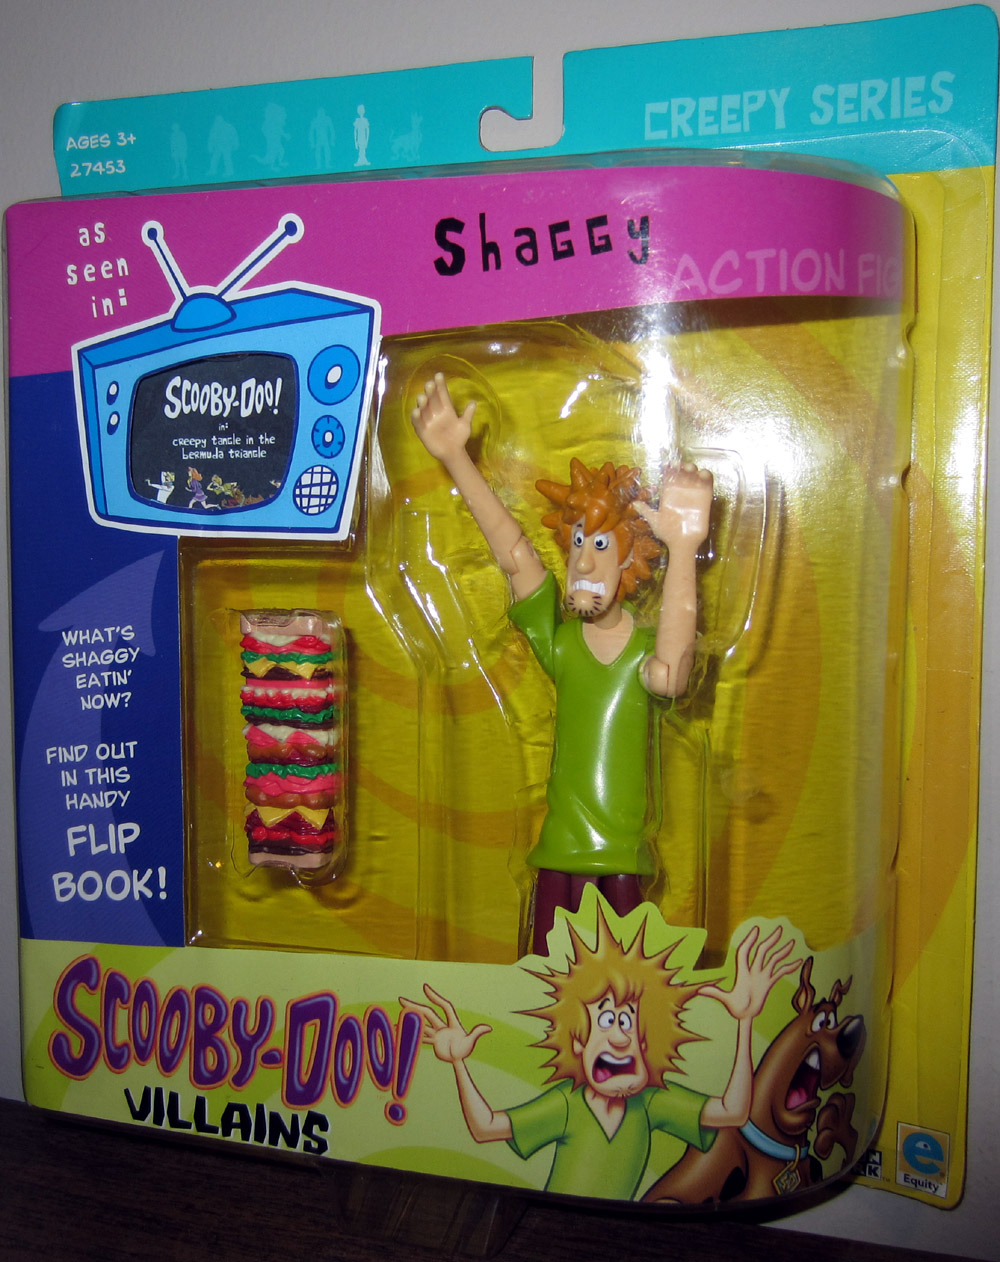 AGES 3+
27453
CREEPY SERIES
as
seen
in:
Shaggy
ACTION FIG
SCOOBY-DOO!
in:
creepy tangle in the
bermuda triangle
WHAT'S
SHAGGY
EATIN'
NOW?
FIND OUT
IN THIS
HANDY
FLIP
BOOK!
SCOOBY-DOO!
VILLAINS
e
Equity